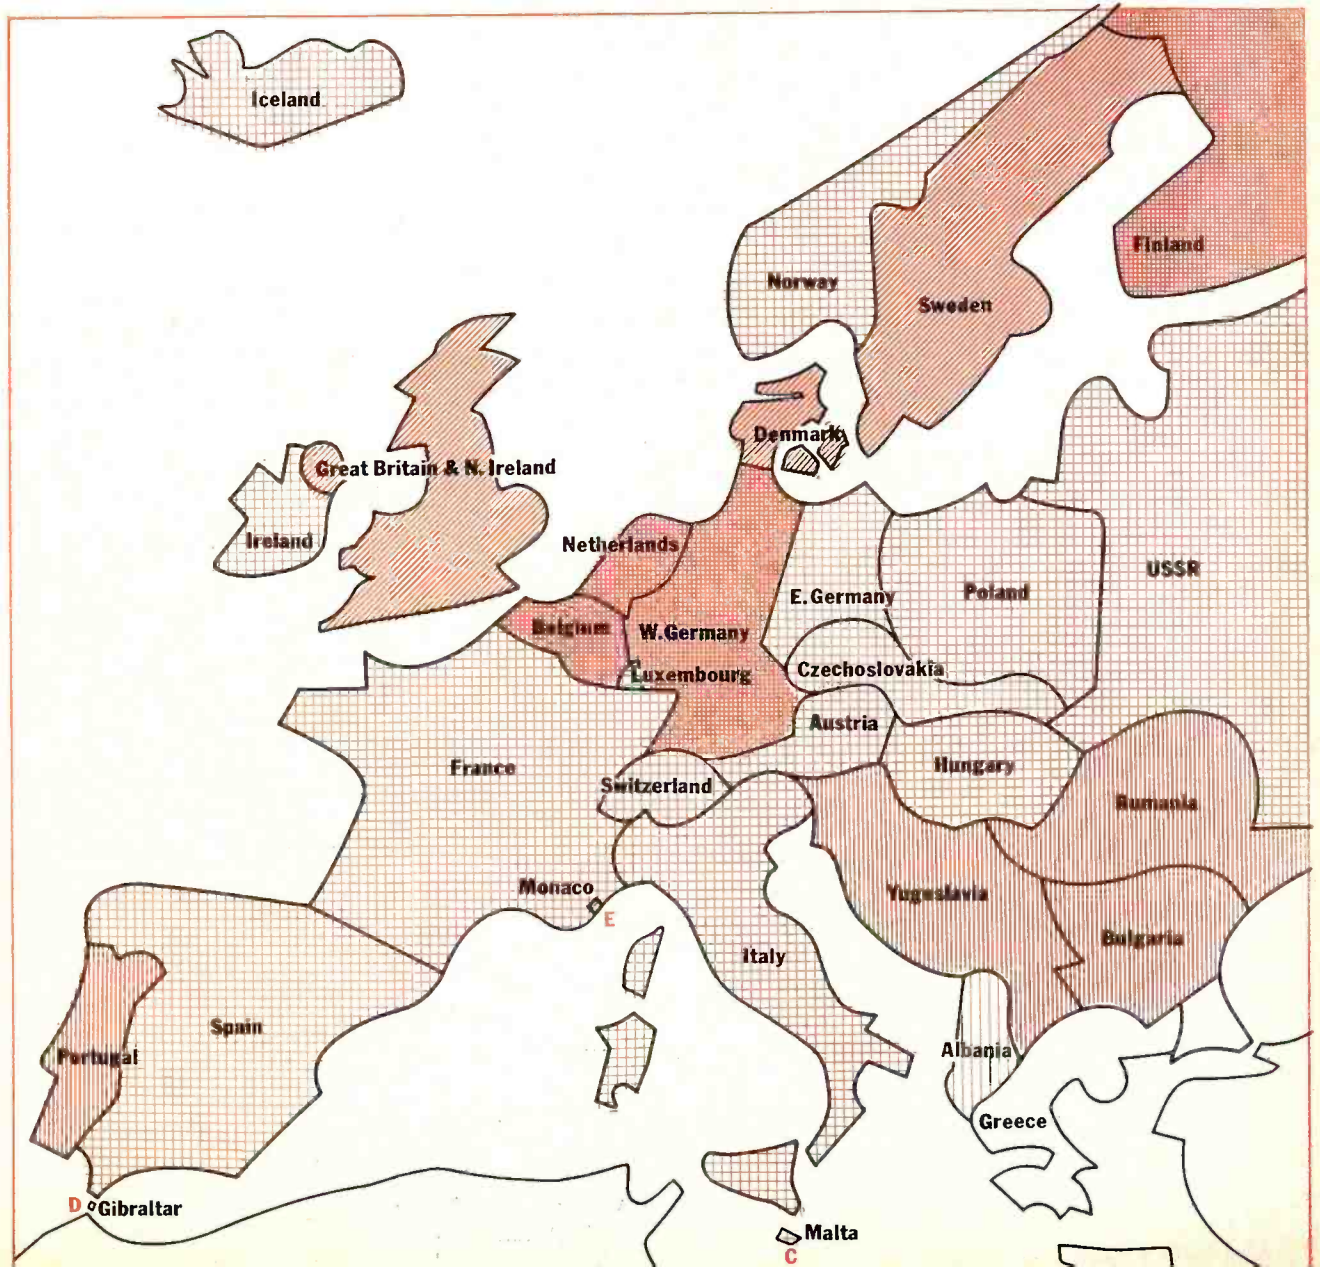 Iceland
Finland
Norway
Sweden
Denmark
Great Britain & N. Ireland
Ireland
Netherlands
USSR
Poland
E. Germany
Belgium
W. Germany
Czechoslovakia
Luxembourg
Austria
France
Hungary
Switzerland
Rumania
Monaco
E
Yugoslavia
Bulgaria
Italy
Spain
Portugal
Albania
Greece
D
Gibraltar
Malta
C